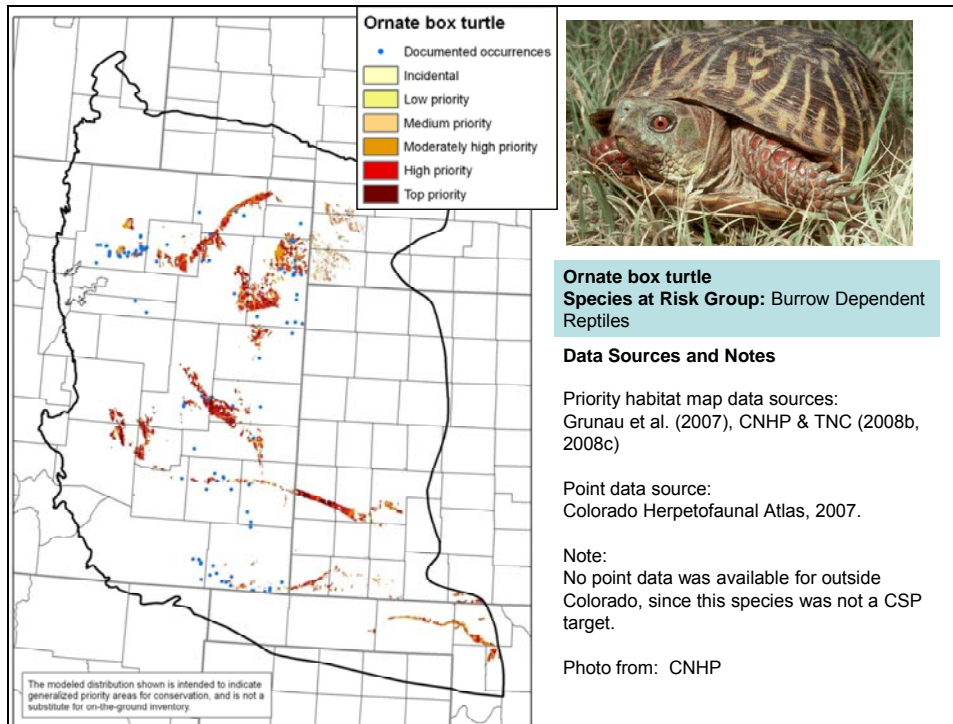 Ornate box turtle
Documented occurrences
Incidental
Low priority
Medium priority
Moderately high priority
High priority
Top priority
The modeled distribution shown is intended to indicate
generalized priority areas for conservation, and is not a
substitute for on-the-ground inventory.
Ornate box turtle
Species at Risk Group: Burrow Dependent
Reptiles
Data Sources and Notes
Priority habitat map data sources:
Grunau et al. (2007), CNHP & TNC (2008b,
2008c)
Point data source:
Colorado Herpetofaunal Atlas, 2007.
Note:
No point data was available for outside
Colorado, since this species was not a CSP
target.
Photo from: CNHP